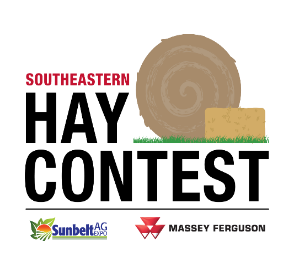 SOUTHEASTERN
HAY
CONTEST
Sunbelt AG EXPO
MASSEY FERGUSON